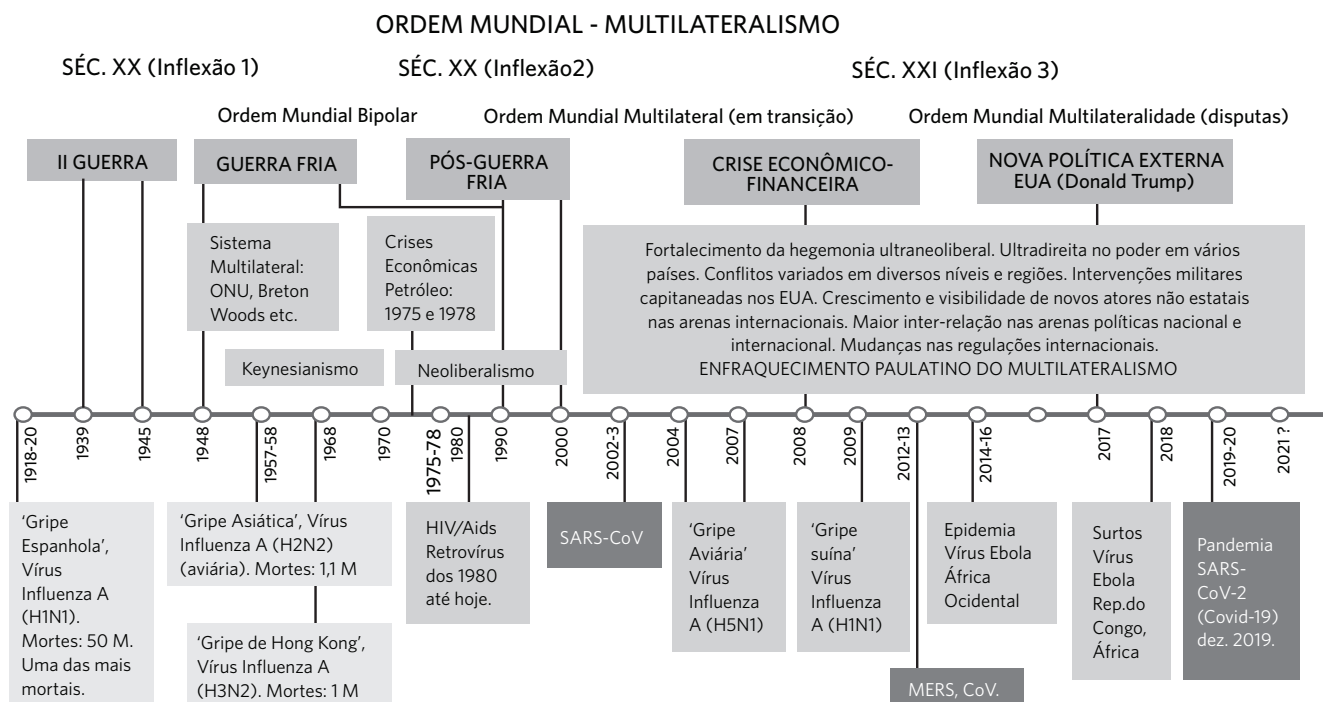 ORDEM MUNDIAL - MULTILATERALISMO
SÉC. XX (Inflexão 1)
SÉC. XX (Inflexão2)
SÉC. XXI (Inflexão 3)
Ordem Mundial Bipolar
Ordem Mundial Multilateral (em transição)
Ordem Mundial Multilateralidade (disputas)
II GUERRA
GUERRA FRIA
PÓS-GUERRA
FRIA
CRISE ECONÔMICO-
FINANCEIRA
NOVA POLÍTICA EXTERNA
EUA (Donald Trump)
Sistema
Multilateral:
ONU, Breton
Woods etc.
Crises
Econômicas
Petróleo:
1975 e 1978
Fortalecimento da hegemonia ultraneoliberal. Ultradireita no poder em vários
países. Conflitos variados em diversos níveis e regiões. Intervenções militares
capitaneadas nos EUA. Crescimento e visibilidade de novos atores não estatais
nas arenas internacionais. Maior inter-relação nas arenas políticas nacional e
internacional. Mudanças nas regulações internacionais.
ENFRAQUECIMENTO PAULATINO DO MULTILATERALISMO
Keynesianismo
Neoliberalismo
1918-20
1939
1945
1948
1957-58
1968
1970
1975-78
1980
1990
2000
2002-3
2004
2007
2008
2009
2012-13
2014-16
2017
2018
2019-20
2021 ?
'Gripe
Espanhola',
Vírus
Influenza A
(H1N1).
Mortes: 50 M.
Uma das mais
mortais.
'Gripe Asiática', Vírus
Influenza A (H2N2)
(aviária). Mortes: 1,1 M
'Gripe de Hong Kong',
Vírus Influenza A
(H3N2). Mortes: 1 M
HIV/Aids
Retrovírus
dos 1980
até hoje.
SARS-CoV
'Gripe
Aviária'
Vírus
Influenza
A (H5N1)
'Gripe
suína'
Vírus
Influenza
A (H1N1)
MERS, CoV.
Epidemia
Vírus Ebola
África
Ocidental
Surtos
Vírus
Ebola
Rep.do
Congo,
África
Pandemia
SARS-
CoV-2
(Covid-19)
dez. 2019.